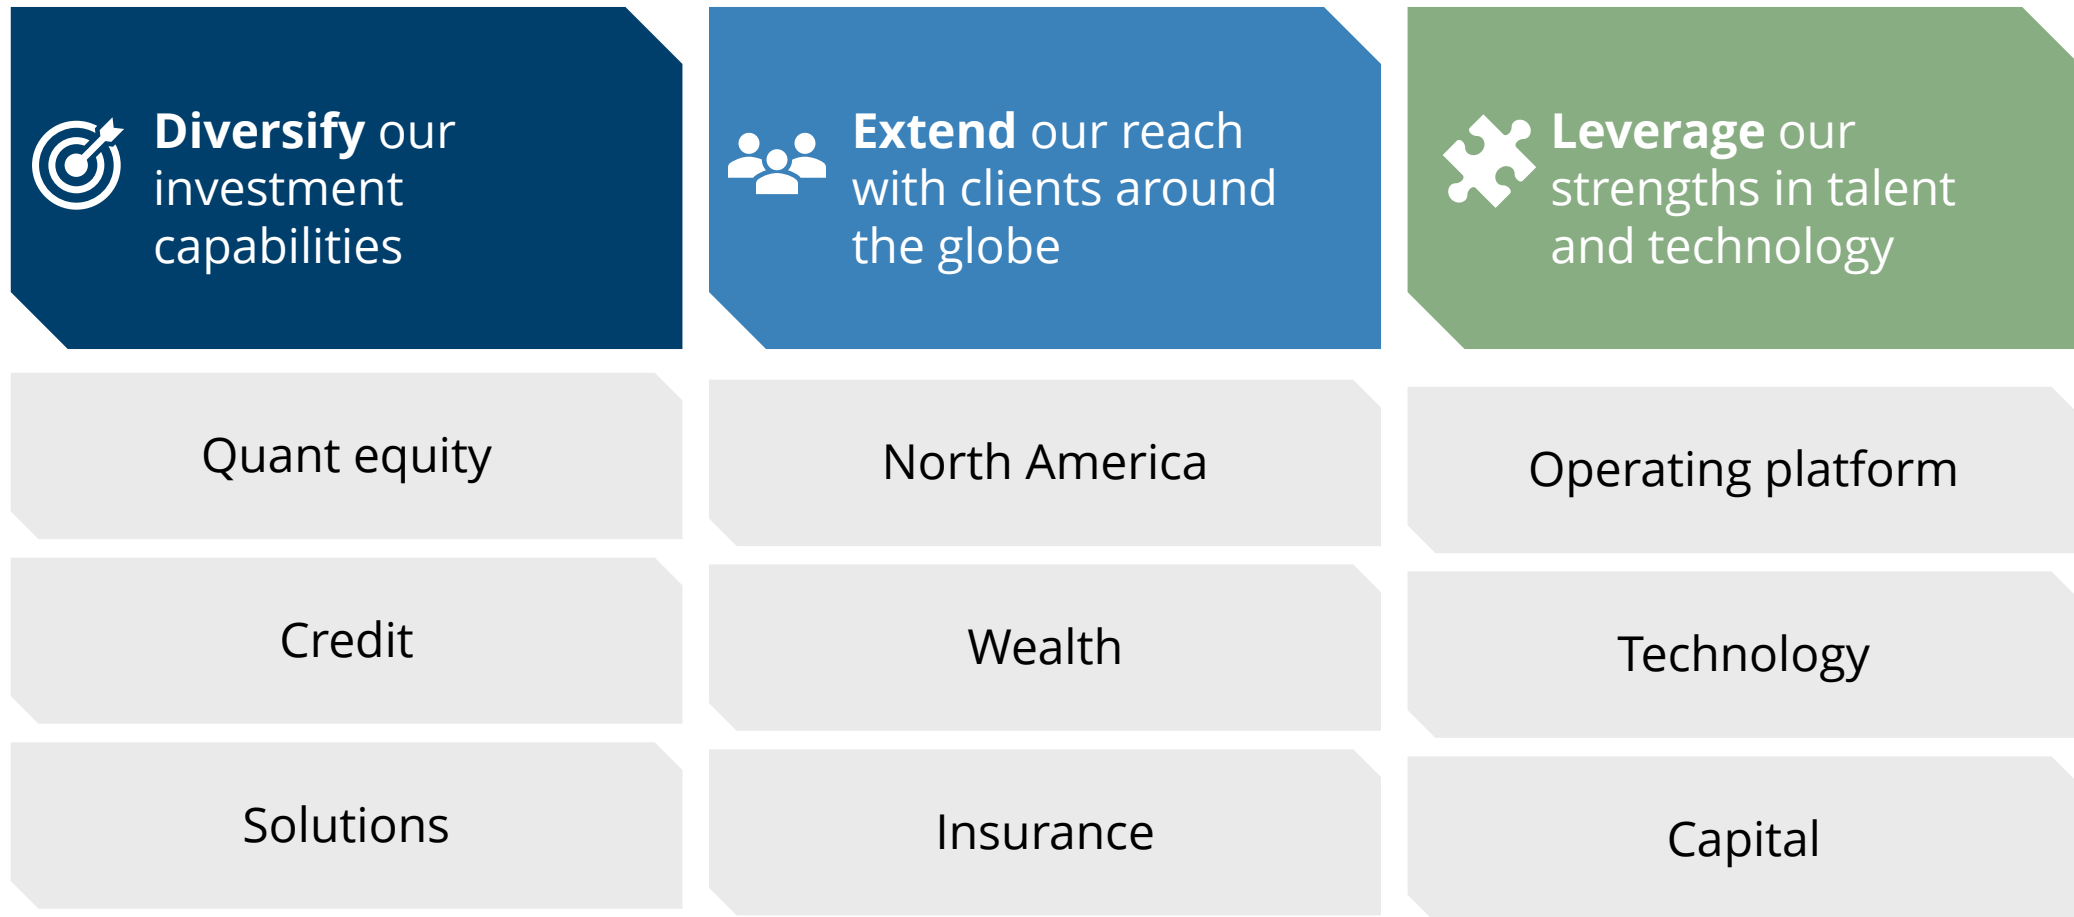 Diversify our
investment
capabilities
Quant equity
Credit
Solutions
Extend our reach
with clients around
the globe
North America
Wealth
Insurance
Leverage our
strengths in talent
and technology
Operating platform
Technology
Capital